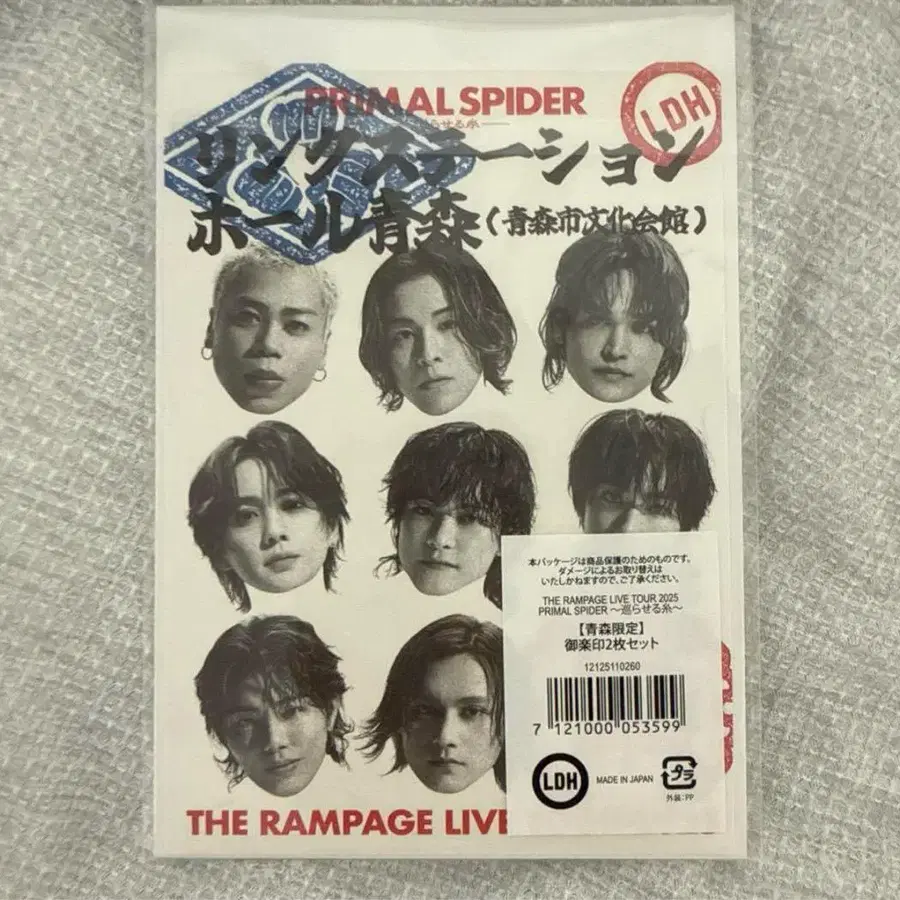 PRIMAL SPIDER
らせる糸
LDH
リンクステーション
ホール青森(青森市文化会館)
本パッケージは商品保護のためのものです。
ダメージによるお取り替えは
いたしかねますので、ご了承ください。
THE RAMPAGE LIVE TOUR 2025
PRIMAL SPIDER ～巡らせる糸～
【青森限定】
御楽印2枚セット
12125110260
7 121000 053599
LDH
MADE IN JAPAN
プラ
外装:PP
THE RAMPAGE LIVE